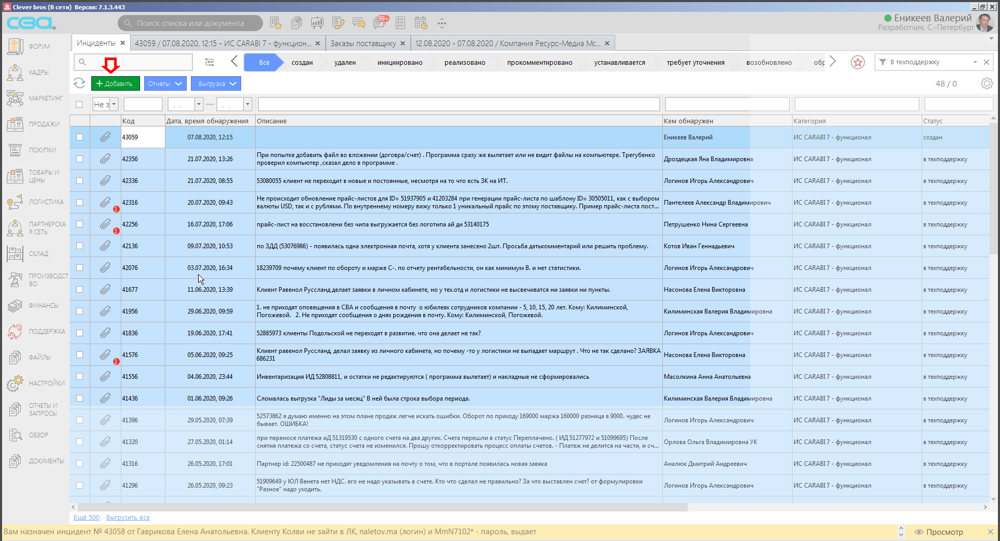 Clever bros (В сети)  Версия: 7.1.3.443
сва®
Поиск списка или документа
99+
Еникеев Валерий
Разработчик. С.-Петербург
ФОРУМ
КАДРЫ
МАРКЕТИНГ
ПРОДАЖИ
ПОКУПКИ
ТОВАРЫ И
ЦЕНЫ
ЛОГИСТИКА
ПАРТНЕРСКА
Я СЕТЬ
СКЛАД
ПРОИЗВОДСТ
ВО
ФИНАНСЫ
ПОДДЕРЖКА
ФАЙЛЫ
НАСТРОЙКИ
ОТЧЕТЫ И
ЗАПРОСЫ
ОБЗОР
ДОКУМЕНТЫ
Инциденты
43059 / 07.08.2020, 12:15 - ИС CARABI 7 - функцион...
Заказы поставщику
12.08.2020 - 07.08.2020 / Компания Ресурс-Медиа Мс...
Все создан удален инициировано реализовано прокомментировано устанавливается требует уточнения возобновлено обр
В техподдержку
+ Добавить Отчеты Выгрузка
48 / 0
Не з . . — . .
Код Дата, время обнаружения Описание Кем обнаружен Категория Статус
43059 07.08.2020, 12:15 Еникеев Валерий ИС CARABI 7 - функционал создан
42356 21.07.2020, 13:26 При попытке добавить файл во вложении (договра/счет) . Программа сразу же вылетает или не видит файлы на компьютере. Трегубенко
проверил компьютер ,сказал дело в программе . Дроздецкая Яна Владимировна ИС CARABI 7 - функционал в техподдержку
42336 21.07.2020, 08:55 53080055 клиент не переходит в новые и постоянные, несмотря на то что есть ЗК на ИТ. Логинов Игорь Александрович ИС CARABI 7 - функционал в техподдержку
42316 20.07.2020, 09:43 Не происходит обновление прайс-листов для ID= 51937905 и 41203284 при генерации прайс-листа по шаблону ID= 30505011, как с выбором
1 валюты USD, так и с рублями. По внутреннему номеру вижу только 1 уникальный прайс по этому поставщику. Пример прайс-листа пост... Пантелеев Александр Владимирович ИС CARABI 7 - функционал в техподдержку
42256 16.07.2020, 17:06 прайс-лист на восстановлени без чипа выгружается без логотипа ай ди 53140175 Петрушенко Нина Сергеевна ИС CARABI 7 - функционал в техподдержку
1
42136 09.07.2020, 10:53 по ЗДД (53076986) - появилась одна электронная почта, хотя у клиента занесено 2шт. Просьба датькомментарий или решить проблему. Котов Иван Геннадьевич ИС CARABI 7 - функционал в техподдержку
42076 03.07.2020, 16:34 18239709 почему клиент по обороту и марже С-. по отчету рентабельности, он как минимум В. и нет статистики. Логинов Игорь Александрович ИС CARABI 7 - функционал в техподдержку
41677 11.06.2020, 13:39 Клиент Равенол Руссланд делает заявки в личном кабинете, но у тех.отд и логистики не высвечиватся ни заявки ни пункты. Насонова Елена Викторовна ИС CARABI 7 - функционал в техподдержку
41956 29.06.2020, 09:59 1. не приходят оповещения в СВА и сообщения в почту  о юбилеях сотрудников компании - 5, 10, 15, 20 лет. Кому: Килиминской,
Погожевой.   2. Не приходят сообщения о днях рождения в почту. Кому: Килиминской, Погожевой. Килиминская Валерия Владимировна ИС CARABI 7 - функционал в техподдержку
41836 19.06.2020, 17:41 52885973 клиенты Подольской не переходят в развитие. что она делает не так? Логинов Игорь Александрович ИС CARABI 7 - функционал в техподдержку
41576 05.06.2020, 09:25 Клиент равенол Руссланд, делал заявку из личного кабинета, но почему -то у логистики не выпадает маршрут . Что не так сделано? ЗАЯВКА
1 686231 Насонова Елена Викторовна ИС CARABI 7 - функционал в техподдержку
41556 04.06.2020, 23:44 Инвентаризация ИД 52808811, и остатки не редактируются ( программа вылетает) и накладные не сформировались Масолкина Анна Анатольевна ИС CARABI 7 - функционал в техподдержку
41436 01.06.2020, 09:26 Сломалась выгрузка "Лиды за месяц" В ней была строка выбора периода. Килиминская Валерия Владимировна ИС CARABI 7 - функционал в техподдержку
41396 29.05.2020, 07:39 52573862 я думаю именно на этом плане продаж легче искать ошибки. Оборот по приходу 169000 маржа 160000 разница в 9000. чудес не
бывает. ОШИБКА! Логинов Игорь Александрович ИС CARABI 7 - функционал в техподдержку
41320 27.05.2020, 01:14 при переносе платежа иД 51319530 с одного счета на два других. Счета перешли в статус Переплачено. ( ИД 51277972 и 51099695) После
снятия платежа со счета, статус счета не изменился. Прошу откорректировать процесс оплаты счетов. - Платеж не делится на части, и сч... Орлова Ольга Владимировна УК ИС CARABI 7 - функционал в техподдержку
41316 26.05.2020, 17:01 Партнер id: 22500487 не приходят уведомления на почту о том, что в портале появилась новая завяка Аналюк Дмитрий Андреевич ИС CARABI 7 - функционал в техподдержку
41296 26.05.2020, 09:23 51909649 у ЮЛ Венета нет НДС. его не надо указывать в счете. Кто что сделал не правильно? За что выставлен счет? от формулировки
"Разное" надо уходить. Логинов Игорь Александрович ИС CARABI 7 - функционал в техподдержку
Ещё 500 Выгрузить все
Вам назначен инцидент № 43058 от Гаврикова Елена Анатольевна. Клиенту Колви не зайти в ЛК, naletov.ma (логин) и MmN7102* - пароль, выдает
Просмотр